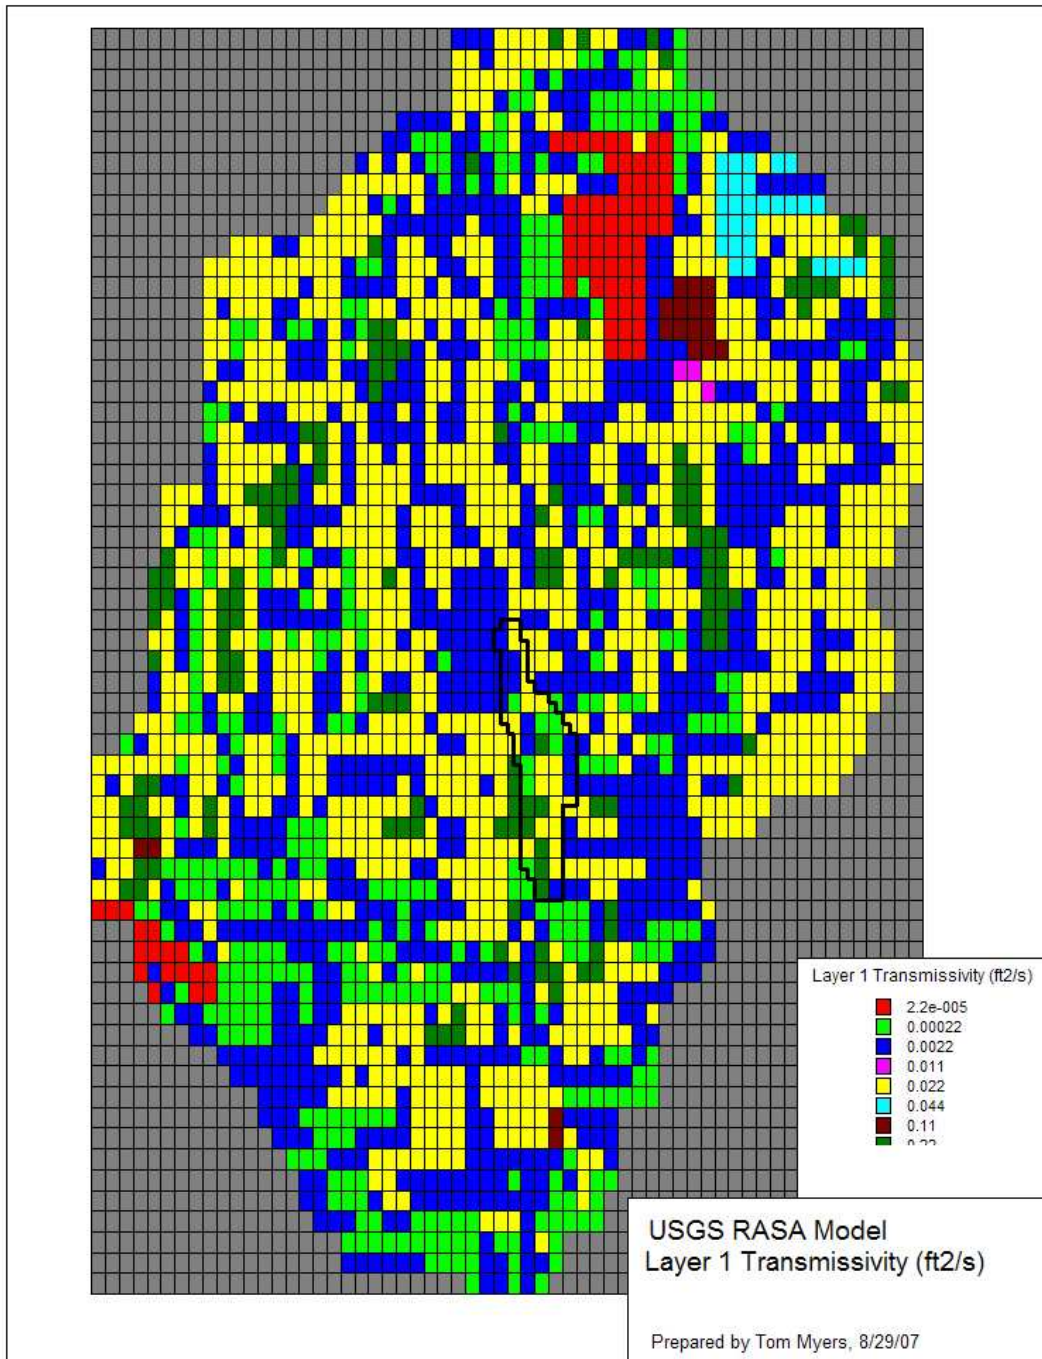 Layer 1 Transmissivity (ft2/s)
2.2e-005
0.00022
0.0022
0.011
0.022
0.044
0.11
USGS RASA Model
Layer 1 Transmissivity (ft2/s)
Prepared by Tom Myers, 8/29/07